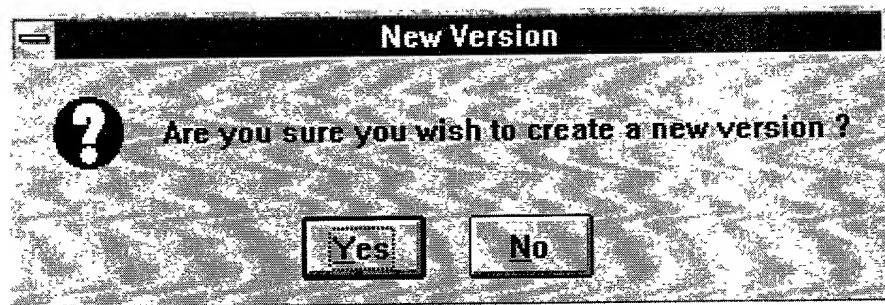 New Version
Are you sure you wish to create a new version ?
Yes
No